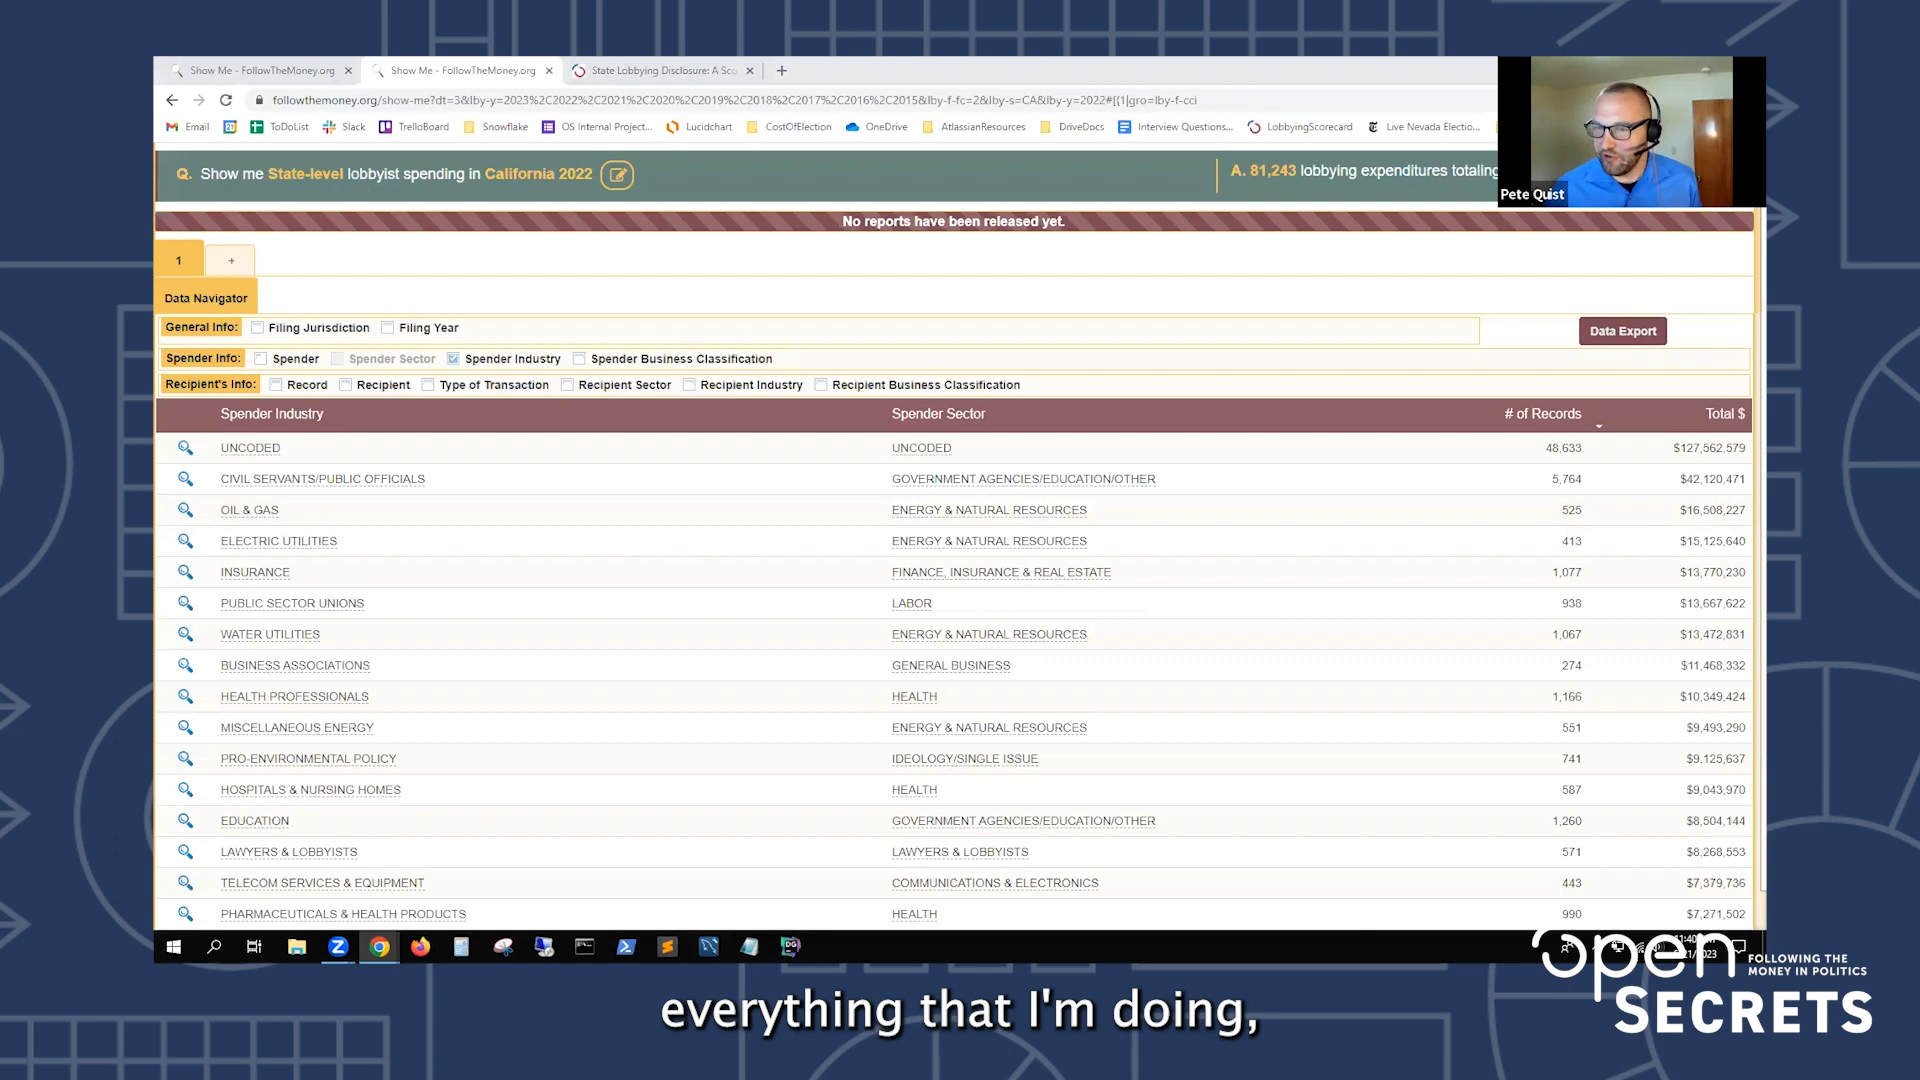 Show Me - FollowTheMoney.org
Show Me - FollowTheMoney.org
State Lobbying Disclosure: A Sco
followthemoney.org/show-me?dt=3&lby-y=2023%2C2022%2C2021%2C2020%2C2019%2C2018%2C2017%2C2016%2C2015&lby-f-fc=2&lby-s=CA&lby-y=2022#[{1|gro=lby-f-cci
Email ToDoList Slack TrelloBoard Snowflake OS Internal Project... Lucidchart CostOfElection OneDrive AtlassianResources DriveDocs Interview Questions... LobbyingScorecard Live Nevada Electio...
Q. Show me State-level lobbyist spending in California 2022
A. 81,243 lobbying expenditures totaling
Pete Quist
No reports have been released yet.
1 +
Data Navigator
General Info: Filing Jurisdiction Filing Year
Data Export
Spender Info: Spender Spender Sector Spender Industry Spender Business Classification
Recipient's Info: Record Recipient Type of Transaction Recipient Sector Recipient Industry Recipient Business Classification
Spender Industry Spender Sector # of Records Total $
UNCODED UNCODED 48,633 $127,562,579
CIVIL SERVANTS/PUBLIC OFFICIALS GOVERNMENT AGENCIES/EDUCATION/OTHER 5,764 $42,120,471
OIL & GAS ENERGY & NATURAL RESOURCES 525 $16,508,227
ELECTRIC UTILITIES ENERGY & NATURAL RESOURCES 413 $15,125,640
INSURANCE FINANCE, INSURANCE & REAL ESTATE 1,077 $13,770,230
PUBLIC SECTOR UNIONS LABOR 938 $13,667,622
WATER UTILITIES ENERGY & NATURAL RESOURCES 1,067 $13,472,831
BUSINESS ASSOCIATIONS GENERAL BUSINESS 274 $11,468,332
HEALTH PROFESSIONALS HEALTH 1,166 $10,349,424
MISCELLANEOUS ENERGY ENERGY & NATURAL RESOURCES 551 $9,493,290
PRO-ENVIRONMENTAL POLICY IDEOLOGY/SINGLE ISSUE 741 $9,125,637
HOSPITALS & NURSING HOMES HEALTH 587 $9,043,970
EDUCATION GOVERNMENT AGENCIES/EDUCATION/OTHER 1,260 $8,504,144
LAWYERS & LOBBYISTS LAWYERS & LOBBYISTS 571 $8,268,553
TELECOM SERVICES & EQUIPMENT COMMUNICATIONS & ELECTRONICS 443 $7,379,736
PHARMACEUTICALS & HEALTH PRODUCTS HEALTH 990 $7,271,502
open SECRETS
FOLLOWING THE
MONEY IN POLITICS
everything that I'm doing,